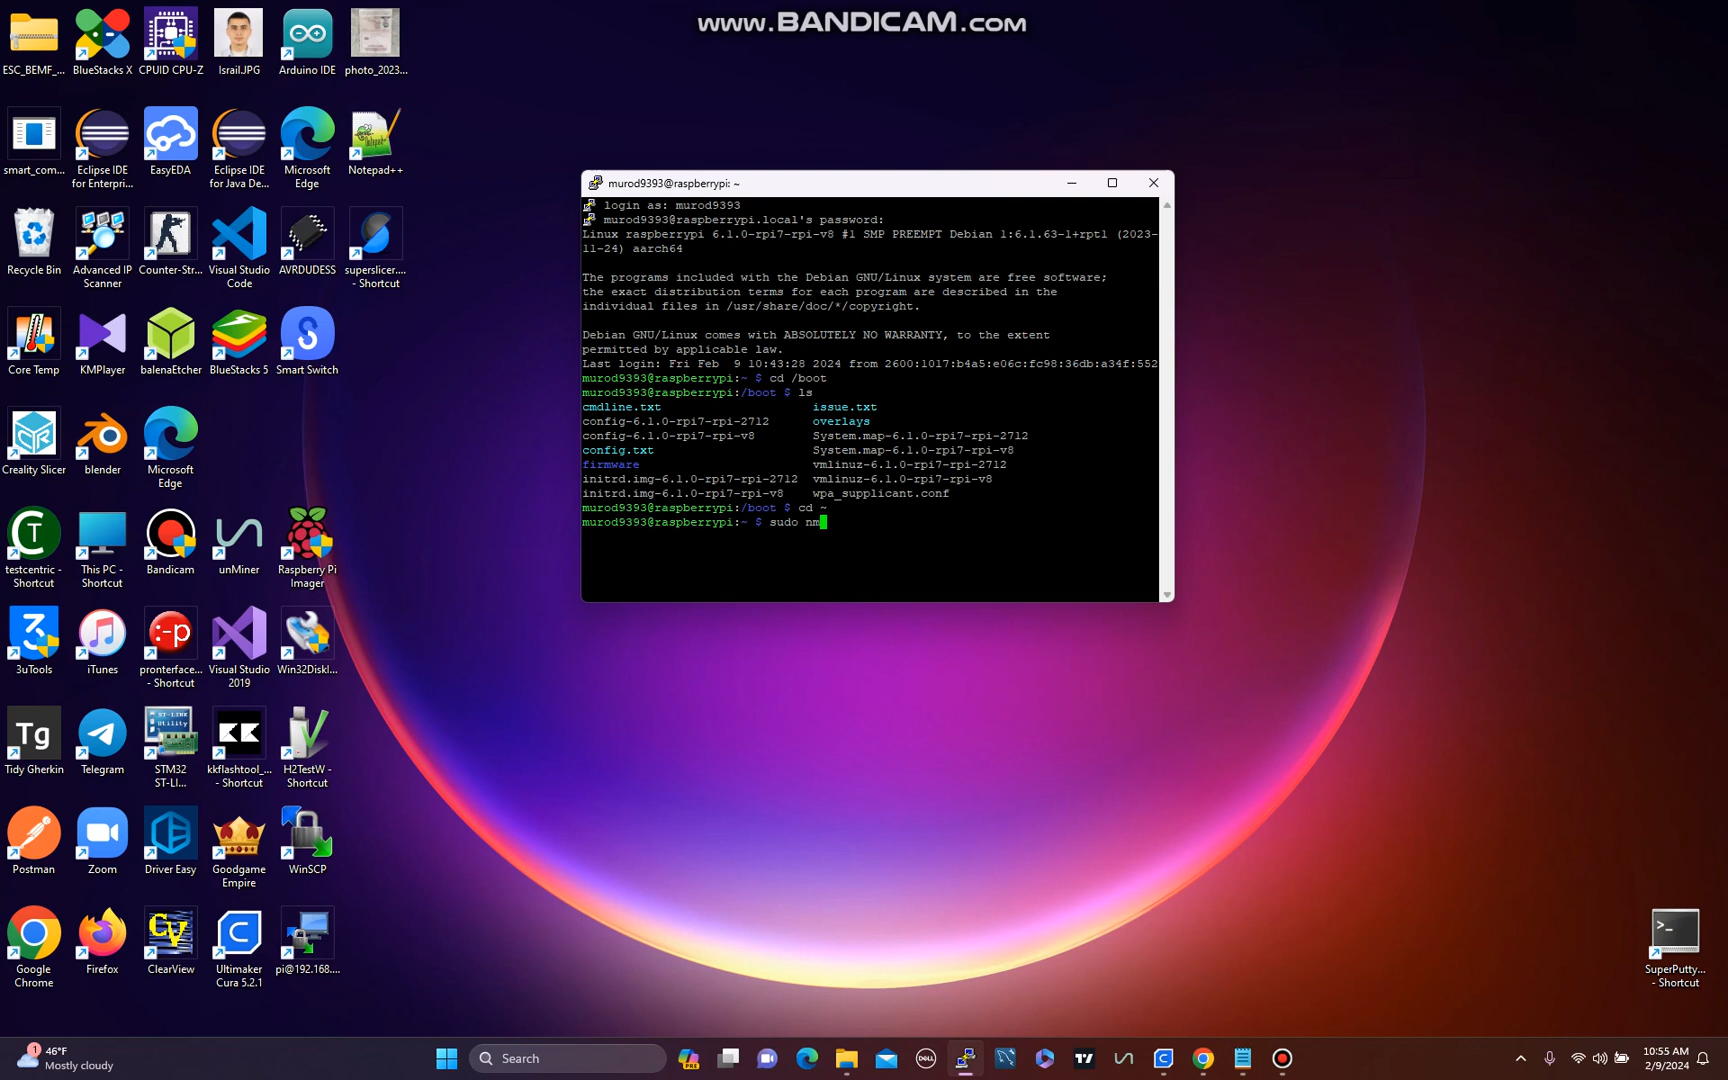 www.BANDICAM.com
ESC_BEMF_...
BlueStacks X
CPUID CPU-Z
Israil.JPG
Arduino IDE
photo_2023...
smart_com...
Eclipse IDE
for Enterpri...
EasyEDA
Eclipse IDE
for Java De...
Microsoft
Edge
Notepad++
Recycle Bin
Advanced IP
Scanner
Counter-Str...
Visual Studio
Code
AVRDUDESS
superslicer....
- Shortcut
Core Temp
KMPlayer
balenaEtcher
BlueStacks 5
Smart Switch
Creality Slicer
blender
Microsoft
Edge
testcentric -
Shortcut
This PC -
Shortcut
Bandicam
unMiner
Raspberry Pi
Imager
3uTools
iTunes
:-p
pronterface...
- Shortcut
Visual Studio
2019
Win32DiskI...
Tg
Tidy Gherkin
Telegram
ST-LINK
Utility
STM32
ST-LI...
kkflashtool_...
- Shortcut
H2TestW -
Shortcut
Postman
Zoom
Driver Easy
Goodgame
Empire
WinSCP
Google
Chrome
Firefox
CV
ClearView
Ultimaker
Cura 5.2.1
pi@192.168....
murod9393@raspberrypi: ~
login as: murod9393
murod9393@raspberrypi.local's password:
Linux raspberrypi 6.1.0-rpi7-rpi-v8 #1 SMP PREEMPT Debian 1:6.1.63-1+rpt1 (2023-
11-24) aarch64
The programs included with the Debian GNU/Linux system are free software;
the exact distribution terms for each program are described in the
individual files in /usr/share/doc/*/copyright.
Debian GNU/Linux comes with ABSOLUTELY NO WARRANTY, to the extent
permitted by applicable law.
Last login: Fri Feb  9 10:43:28 2024 from 2600:1017:b4a5:e06c:fc98:36db:a34f:552
murod9393@raspberrypi:~ $ cd /boot
murod9393@raspberrypi:/boot $ ls
cmdline.txt issue.txt
config-6.1.0-rpi7-rpi-2712 overlays
config-6.1.0-rpi7-rpi-v8 System.map-6.1.0-rpi7-rpi-2712
config.txt System.map-6.1.0-rpi7-rpi-v8
firmware vmlinuz-6.1.0-rpi7-rpi-2712
initrd.img-6.1.0-rpi7-rpi-2712 vmlinuz-6.1.0-rpi7-rpi-v8
initrd.img-6.1.0-rpi7-rpi-v8 wpa_supplicant.conf
murod9393@raspberrypi:/boot $ cd ~
murod9393@raspberrypi:~ $ sudo nm
>_
SuperPutty...
- Shortcut
1
46°F
Mostly cloudy
Search
PRE
DELL
10:55 AM
2/9/2024